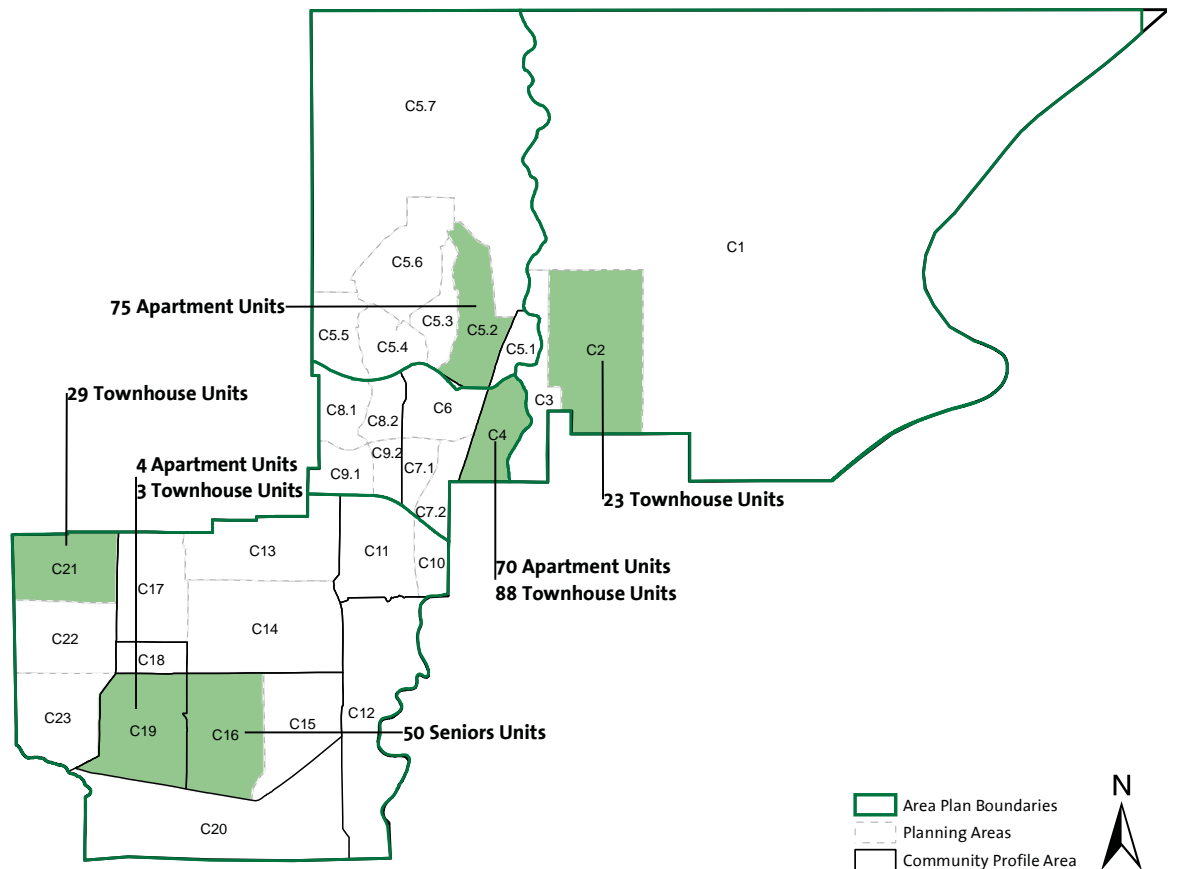 C5.7
C1
C5.6
75 Apartment Units
C5.3
C5.2
C5.5
C5.4
C5.1
C2
29 Townhouse Units
C8.1
C8.2
C6
C3
C4
4 Apartment Units
3 Townhouse Units
C9.1
C9.2
C7.1
23 Townhouse Units
C7.2
C21
C17
C13
C11
C10
70 Apartment Units
88 Townhouse Units
C22
C18
C14
C23
C19
C16
C15
C12
50 Seniors Units
C20
N
Area Plan Boundaries
Planning Areas
Community Profile Area